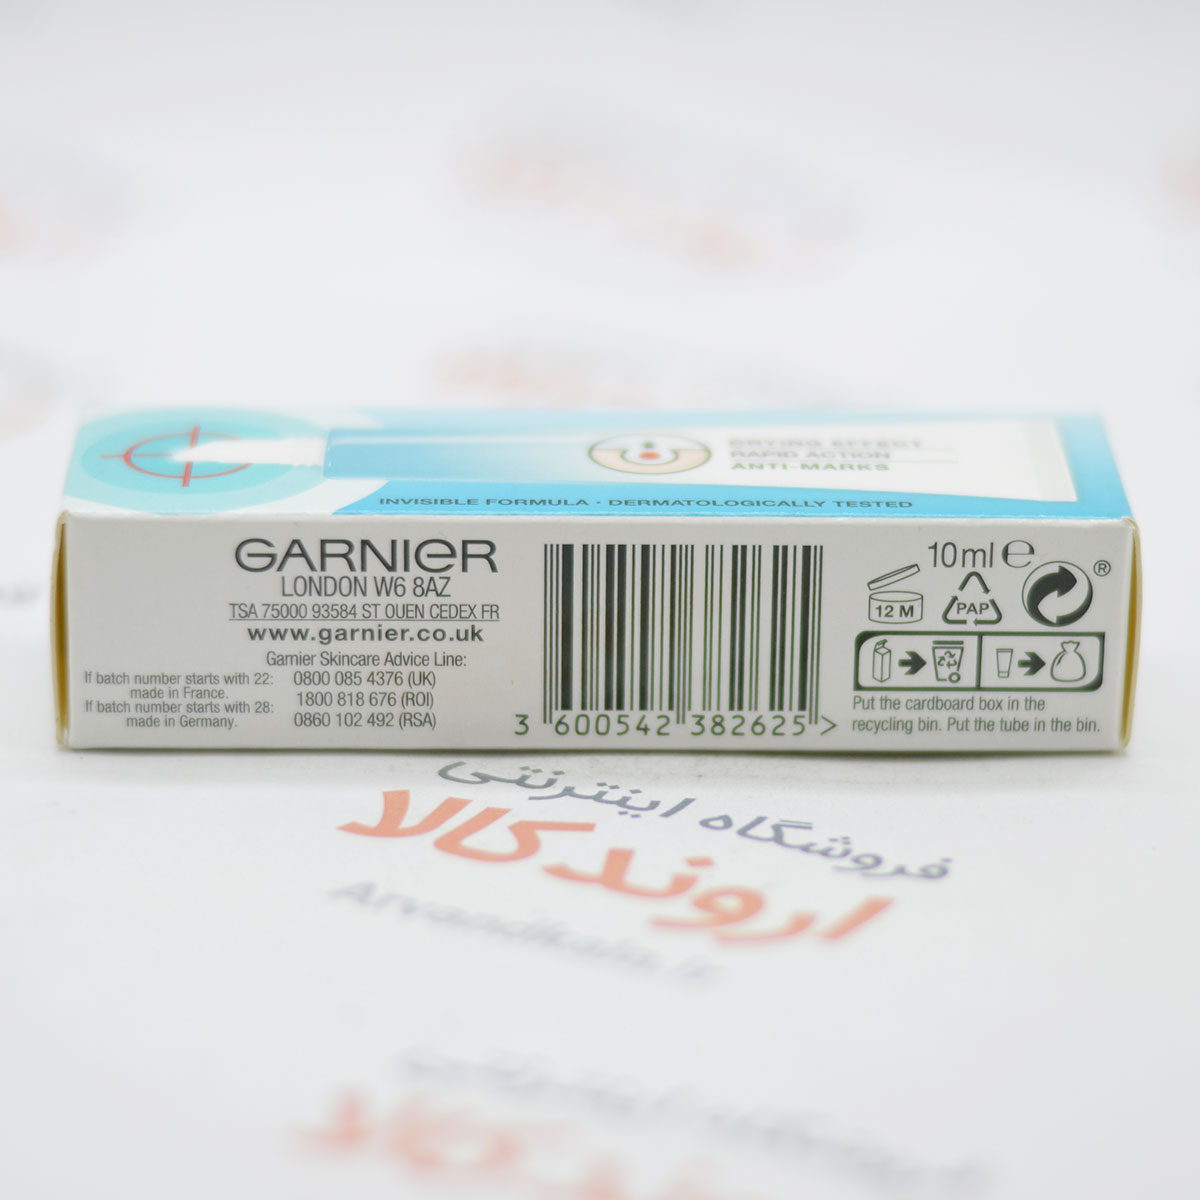 DRYING EFFECT
RAPID ACTION
ANTI-MARKS
INVISIBLE FORMULA · DERMATOLOGICALLY TESTED
GARNIER
LONDON W6 8AZ
TSA 75000 93584 ST OUEN CEDEX FR
www.garnier.co.uk
Garnier Skincare Advice Line:
If batch number starts with 22: 0800 085 4376 (UK)
made in France. 1800 818 676 (ROI)
If batch number starts with 28:
made in Germany. 0860 102 492 (RSA)
3 600542 382625 >
10ml ℮
12 M
PAP
®
Put the cardboard box in the
recycling bin. Put the tube in the bin.
فروشگاه اینترنتی
اروند کالا
Arvandkala.ir